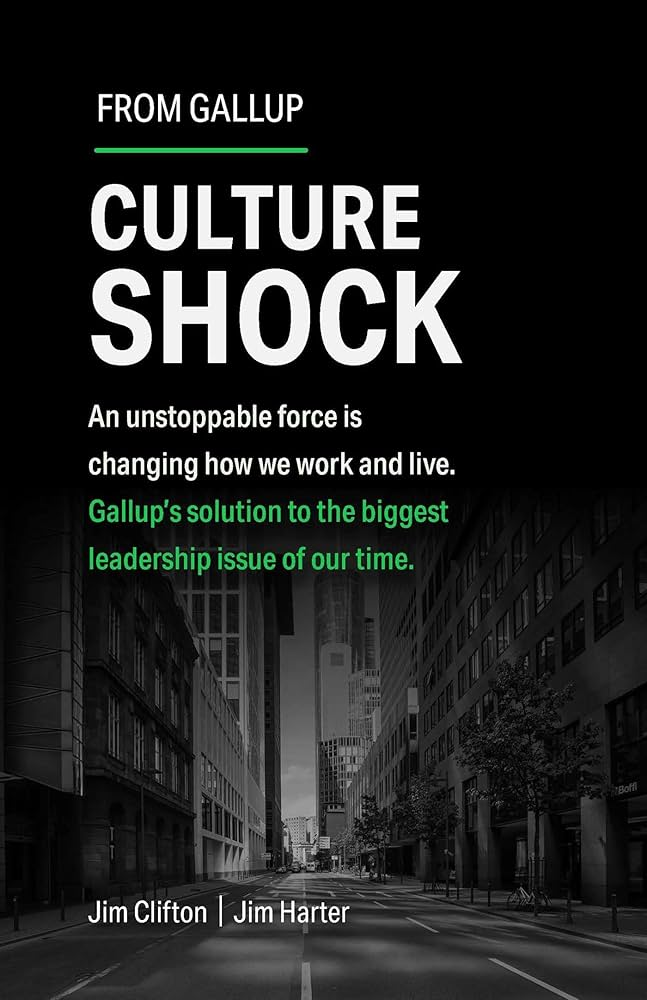 FROM GALLUP
CULTURE
SHOCK
An unstoppable force is
changing how we work and live.
Gallup's solution to the biggest
leadership issue of our time.
Boffi
Jim Clifton | Jim Harter